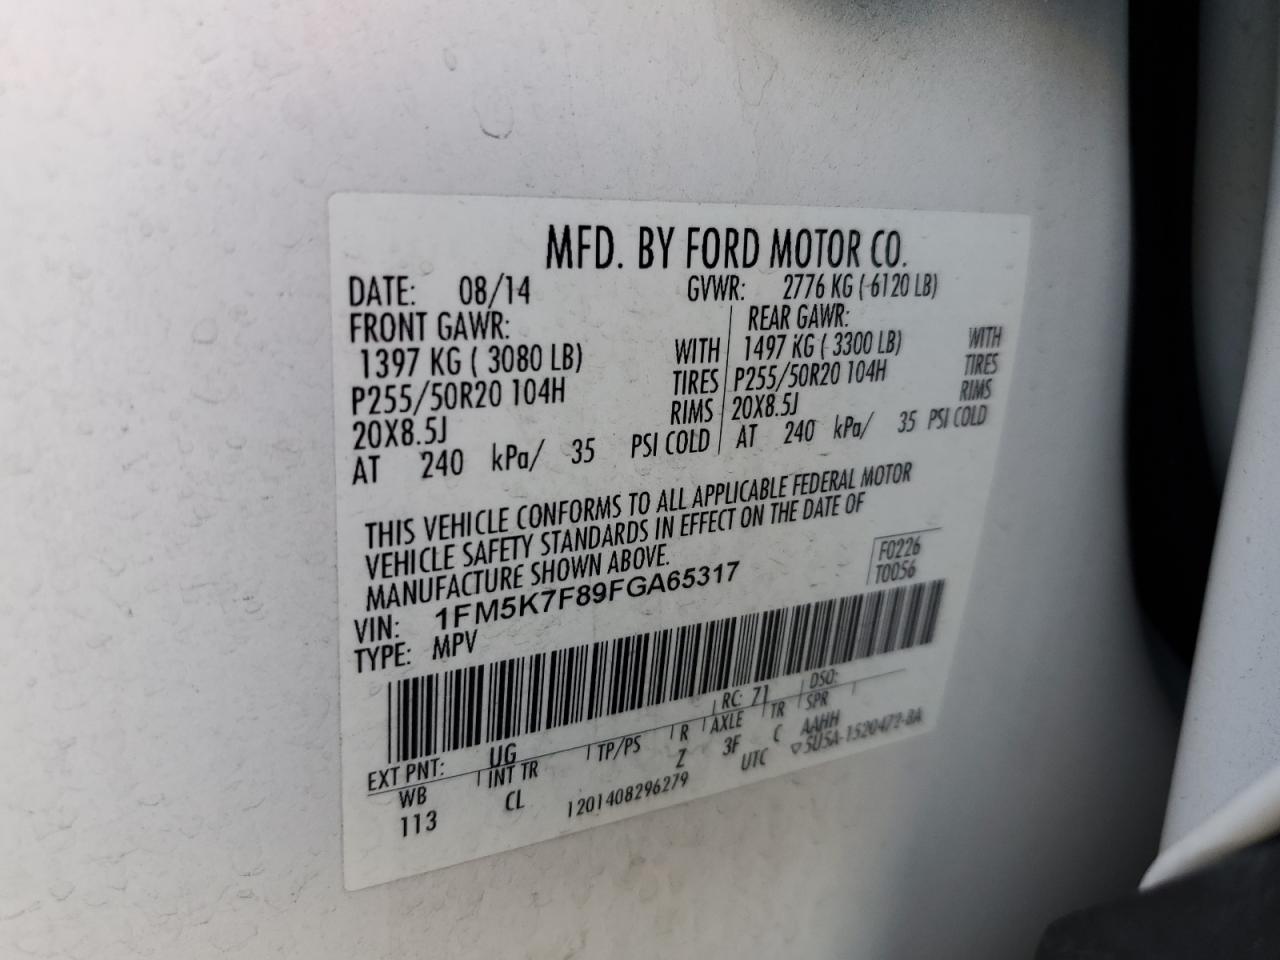 MFD. BY FORD MOTOR CO.
DATE: 08/14 GVWR: 2776 KG ( 6120 LB)
FRONT GAWR: REAR GAWR:
1397 KG ( 3080 LB) WITH 1497 KG ( 3300 LB) WITH
P255/50R20 104H TIRES P255/50R20 104H TIRES
20X8.5J RIMS 20X8.5J RIMS
AT 240 kPa/ 35 PSI COLD AT 240 kPa/ 35 PSI COLD
THIS VEHICLE CONFORMS TO ALL APPLICABLE FEDERAL MOTOR
VEHICLE SAFETY STANDARDS IN EFFECT ON THE DATE OF
MANUFACTURE SHOWN ABOVE.
VIN: 1FM5K7F89FGA65317 F0226
TYPE: MPV T0056
EXT PNT: UG RC: 71 DSO:
WB INT TR TP/PS R AXLE TR SPR
113 CL Z 3F C AAHH
1201408296279 UTC ▽5U5A-1520472-BA